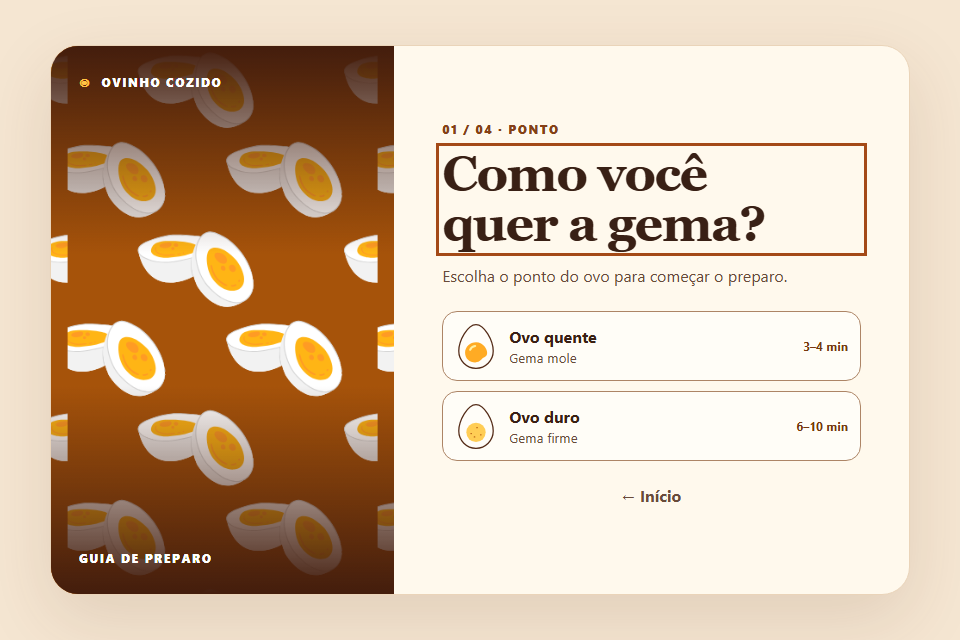 OVINHO COZIDO
GUIA DE PREPARO
01 / 04 · PONTO
Como você
quer a gema?
Escolha o ponto do ovo para começar o preparo.
Ovo quente
Gema mole
3–4 min
Ovo duro
Gema firme
6–10 min
← Início